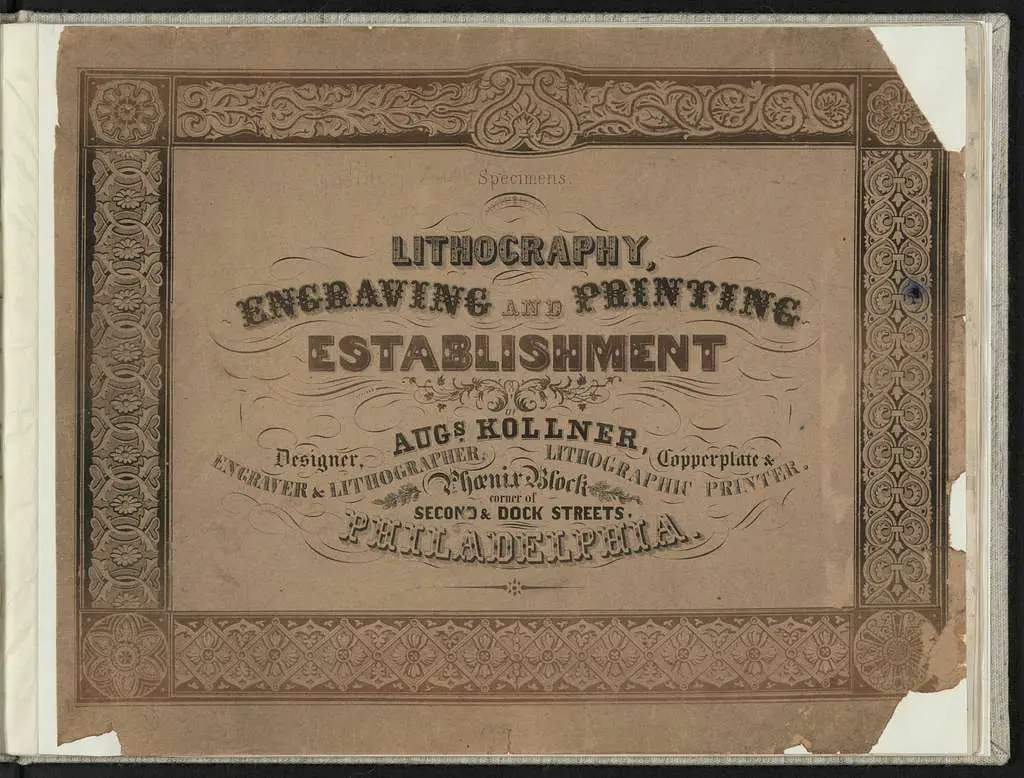 Specimens.
LITHOGRAPHY,
ENGRAVING AND PRINTING
ESTABLISHMENT
OF
AUGS KOLLNER,
Designer,
ENGRAVER & LITHOGRAPHER,
Copperplate &
LITHOGRAPHIC PRINTER.
Phœnix Block
corner of
SECOND & DOCK STREETS.
PHILADELPHIA.